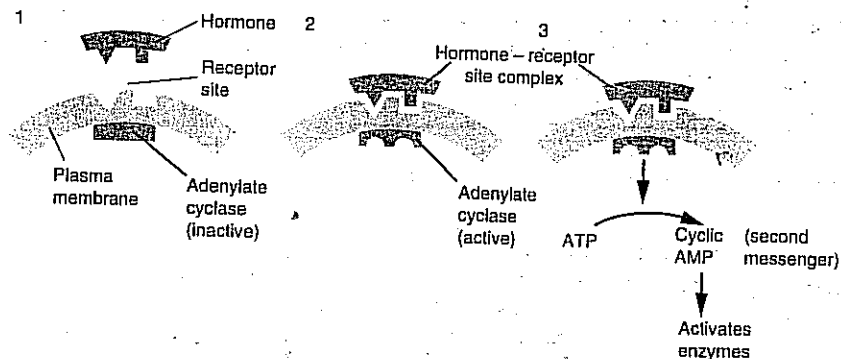 1
Hormone
Receptor
site
Plasma
membrane
Adenylate
cyclase
(inactive)
2
Hormone – receptor
site complex
Adenylate
cyclase
(active)
3
ATP
Cyclic (second
AMP messenger)
Activates
enzymes